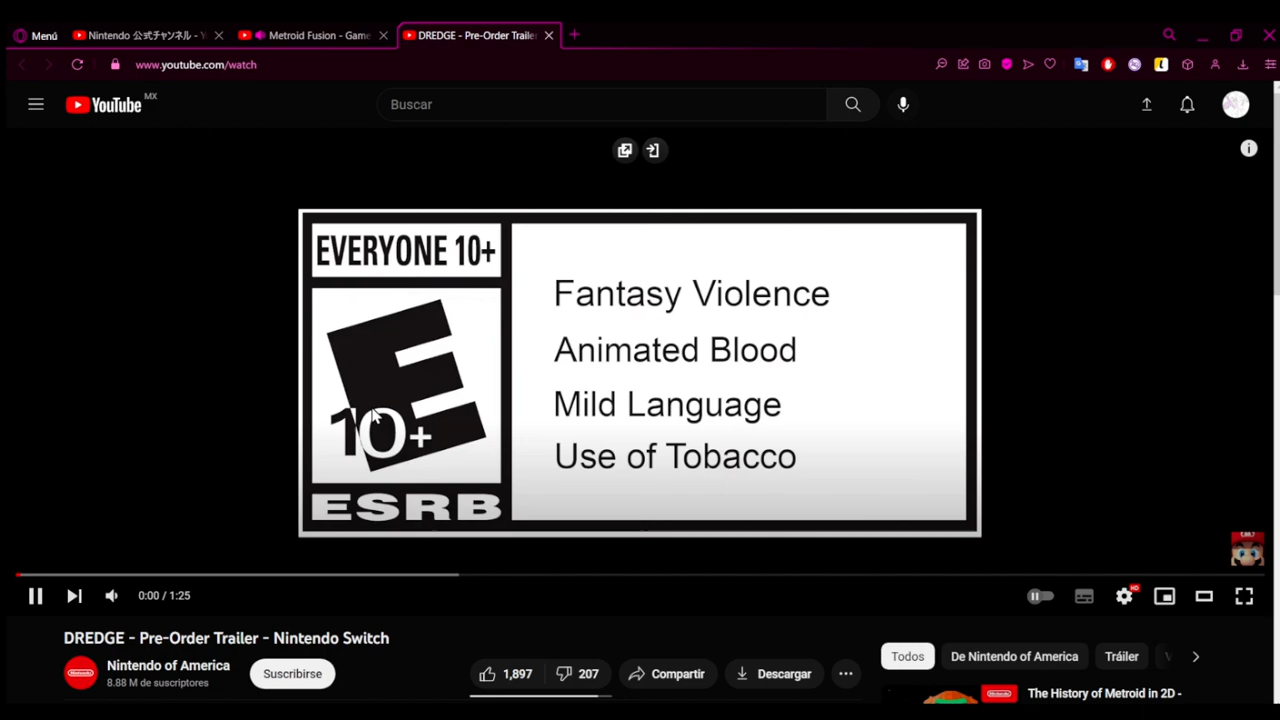 Menú
Nintendo 公式チャンネル - Y
Metroid Fusion - Game
DREDGE - Pre-Order Traile
www.youtube.com/watch
YouTube MX
Buscar
EVERYONE 10+
E
10+
ESRB
Fantasy Violence
Animated Blood
Mild Language
Use of Tobacco
0:00 / 1:25
HD
DREDGE - Pre-Order Trailer - Nintendo Switch
Nintendo of America
8.88 M de suscriptores
Suscribirse
1,897
207
Compartir
Descargar
Todos
De Nintendo of America
Tráiler
Nintendo
The History of Metroid in 2D -